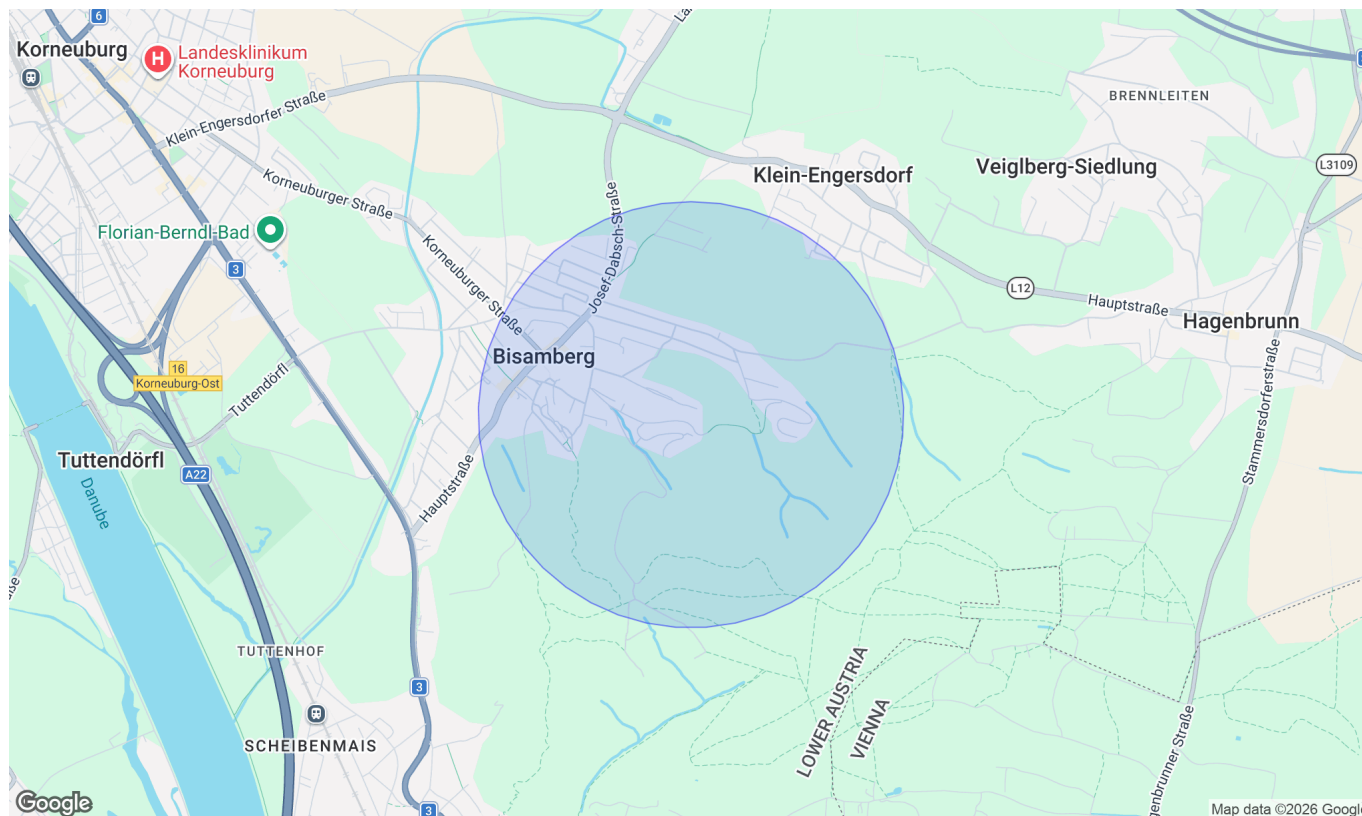 6
Korneuburg
H
Landesklinikum
Korneuburg
Klein-Engersdorfer Straße
BRENNLEITEN
Klein-Engersdorf
Veiglberg-Siedlung
L3109
Korneuburger Straße
Josef-Dabsch-Straße
Florian-Berndl-Bad
3
Korneuburger-Straße
L12
Hauptstraße
Hagenbrunn
Bisamberg
16
Korneuburg-Ost
Tuttendörfl
Stammersdorferstraße
Tuttendörfl
A22
Danube
Hauptstraße
TUTTENHOF
3
LOWER AUSTRIA
VIENNA
SCHEIBENMAIS
3
Google
Map data ©2026 Google